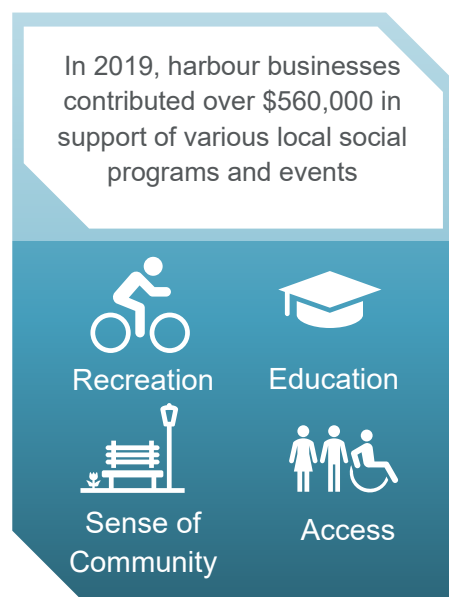 In 2019, harbour businesses
contributed over $560,000 in
support of various local social
programs and events
Recreation
Education
Sense of
Community
Access